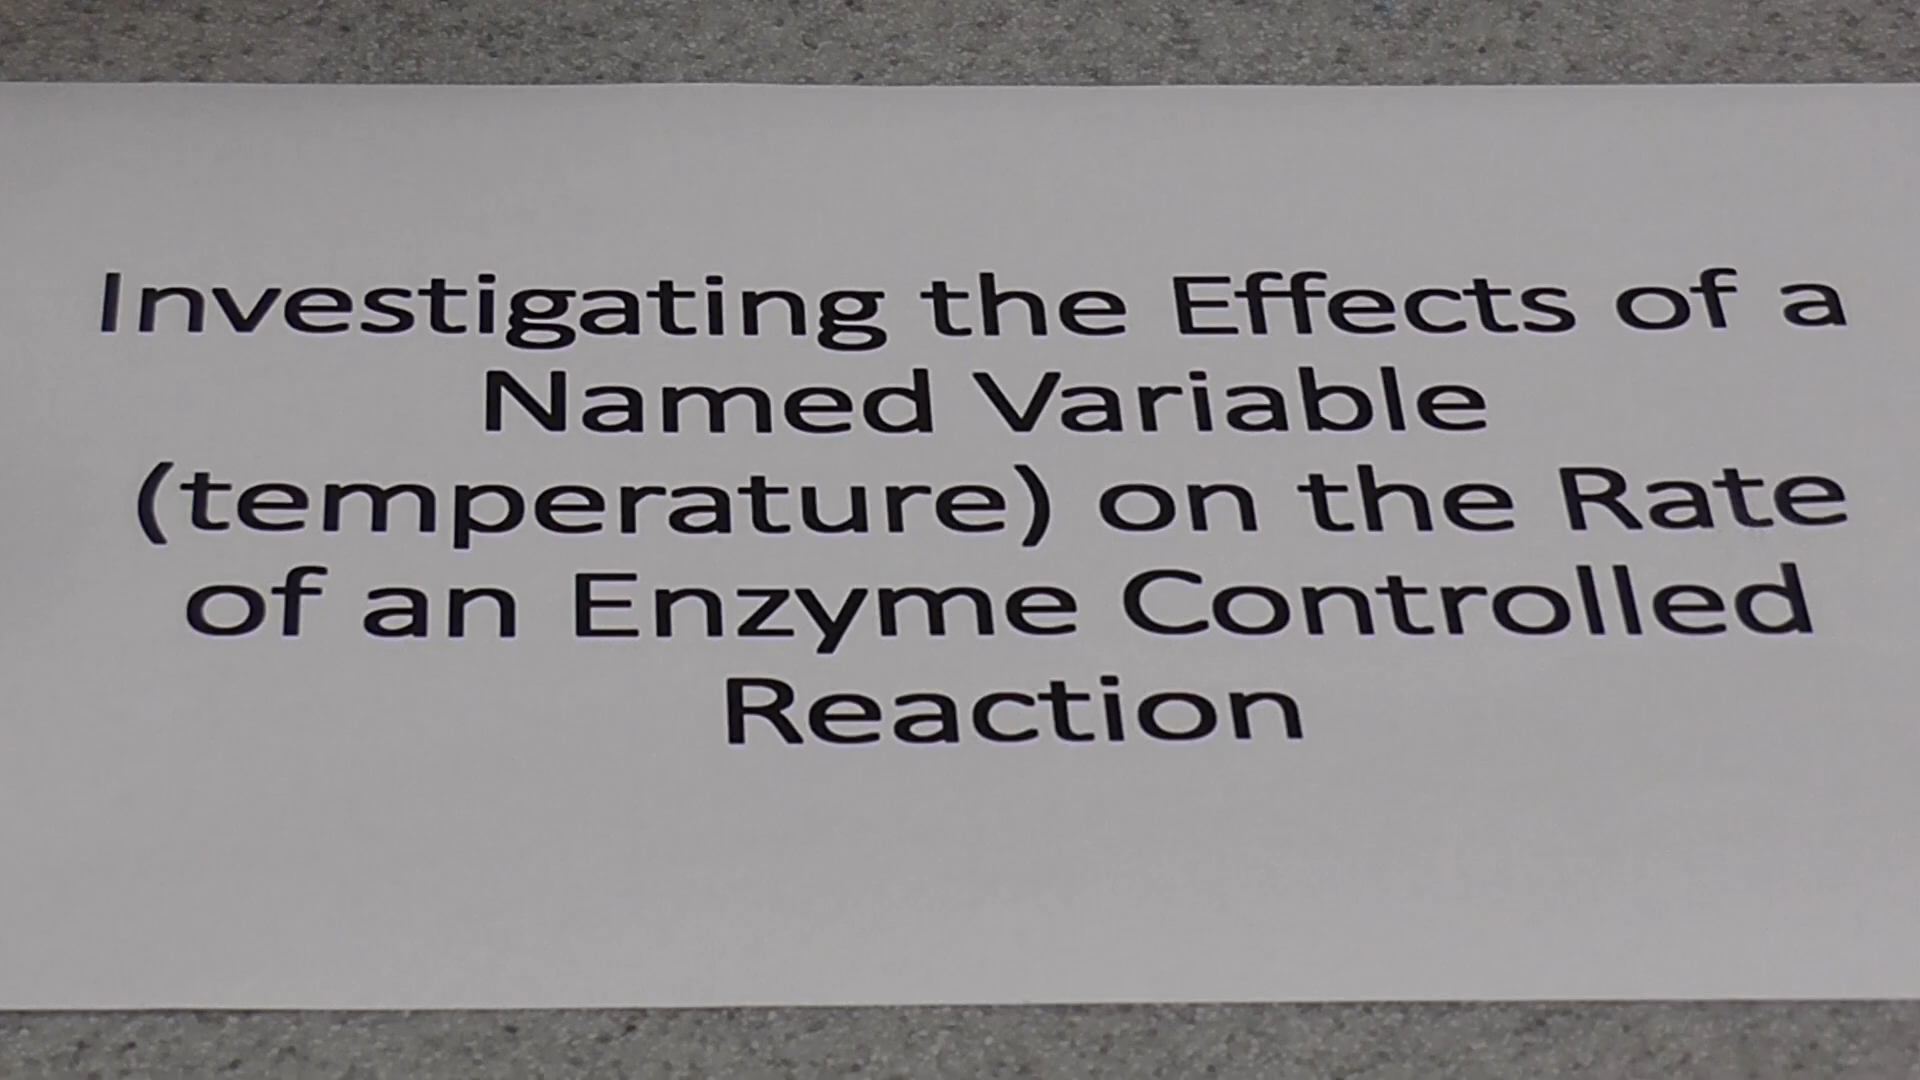 Investigating the Effects of a
Named Variable
(temperature) on the Rate
of an Enzyme Controlled
Reaction